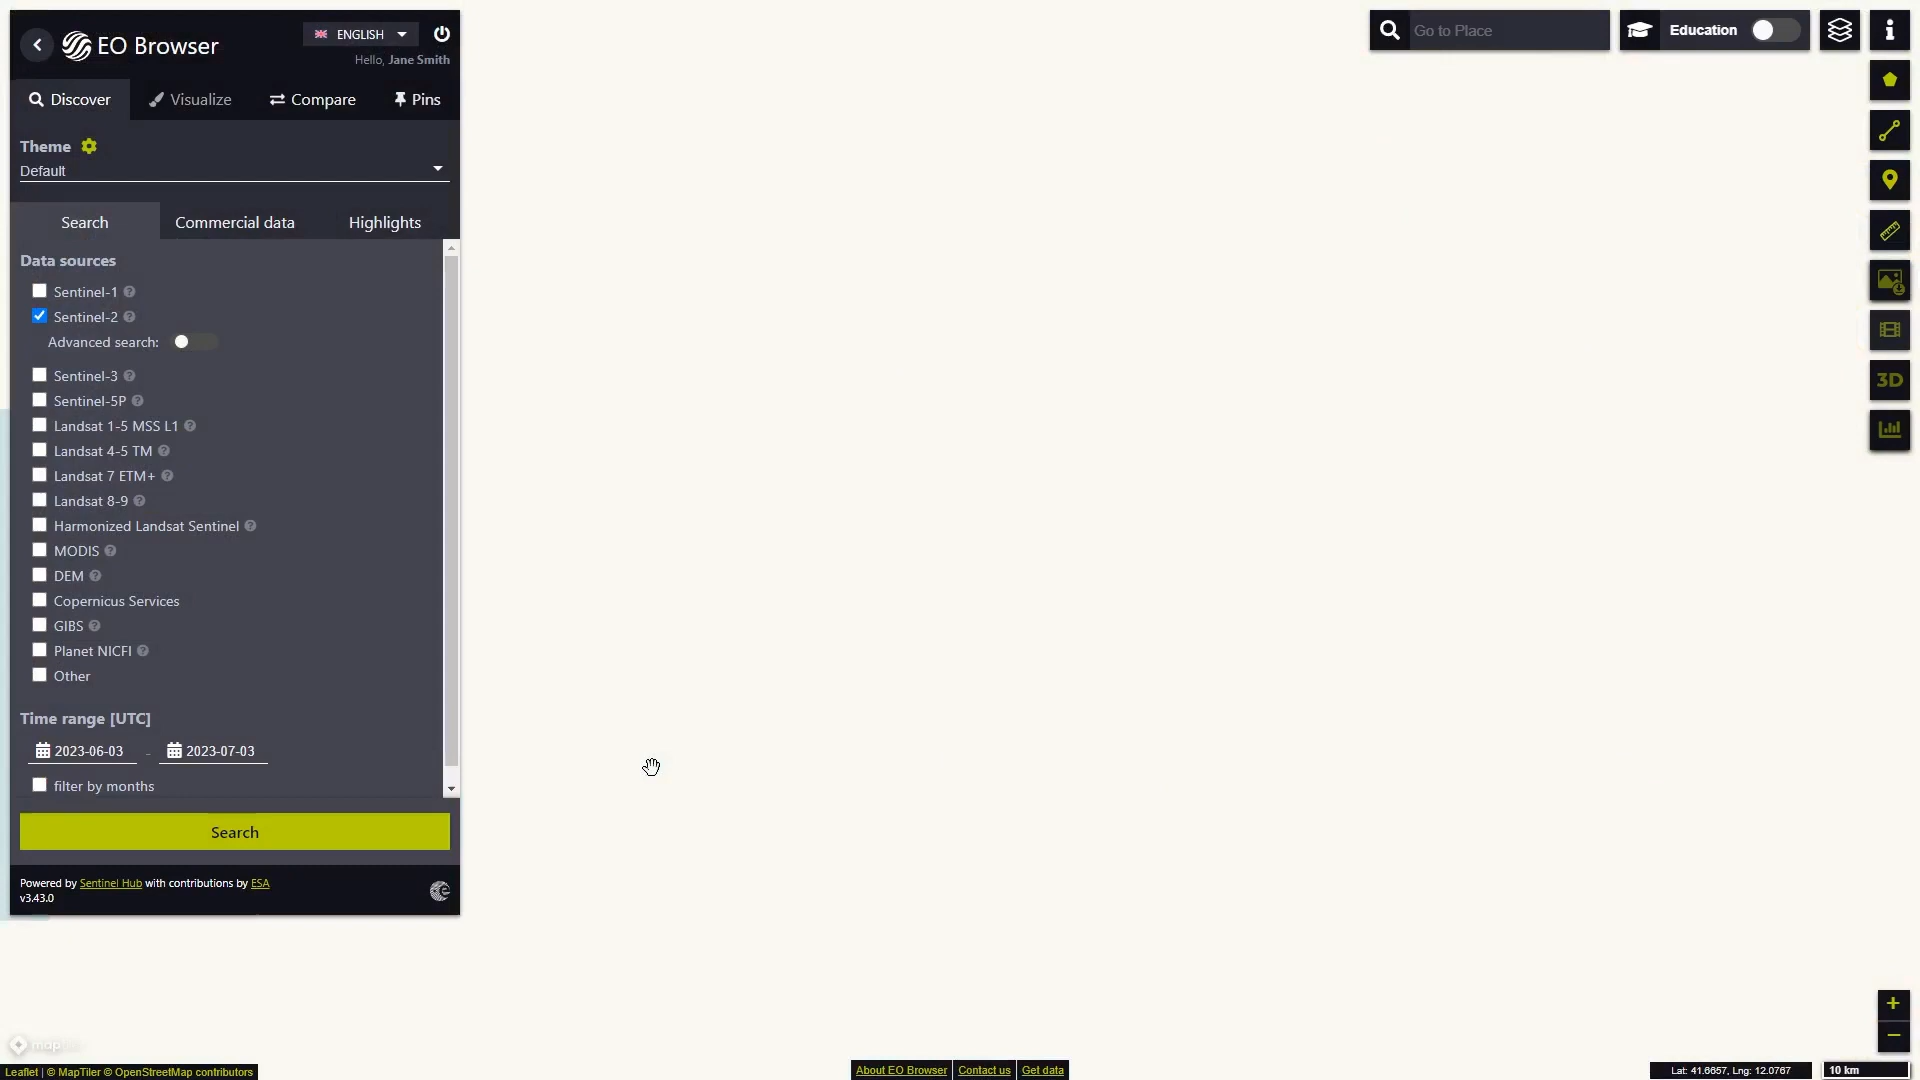 EO Browser
ENGLISH
Hello, Jane Smith
Discover
Visualize
Compare
Pins
Theme
Default
Search
Commercial data
Highlights
Data sources
Sentinel-1
Sentinel-2
Advanced search:
Sentinel-3
Sentinel-5P
Landsat 1-5 MSS L1
Landsat 4-5 TM
Landsat 7 ETM+
Landsat 8-9
Harmonized Landsat Sentinel
MODIS
DEM
Copernicus Services
GIBS
Planet NICFI
Other
Time range [UTC]
2023-06-03 - 2023-07-03
filter by months
Search
Powered by Sentinel Hub with contributions by ESA
v3.43.0
Go to Place
Education
3D
Leaflet | © MapTiler © OpenStreetMap contributors
About EO Browser
Contact us
Get data
Lat: 41.6657, Lng: 12.0767
10 km